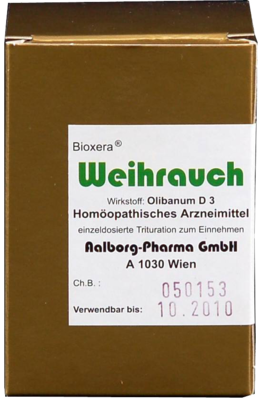 Bioxera®
Weihrauch
Wirkstoff: Olibanum D 3
Homöopathisches Arzneimittel
einzeldosierte Trituration zum Einnehmen
Aalborg-Pharma GmbH
A 1030 Wien
Ch.B.: 050153
Verwendbar bis: 10.2010